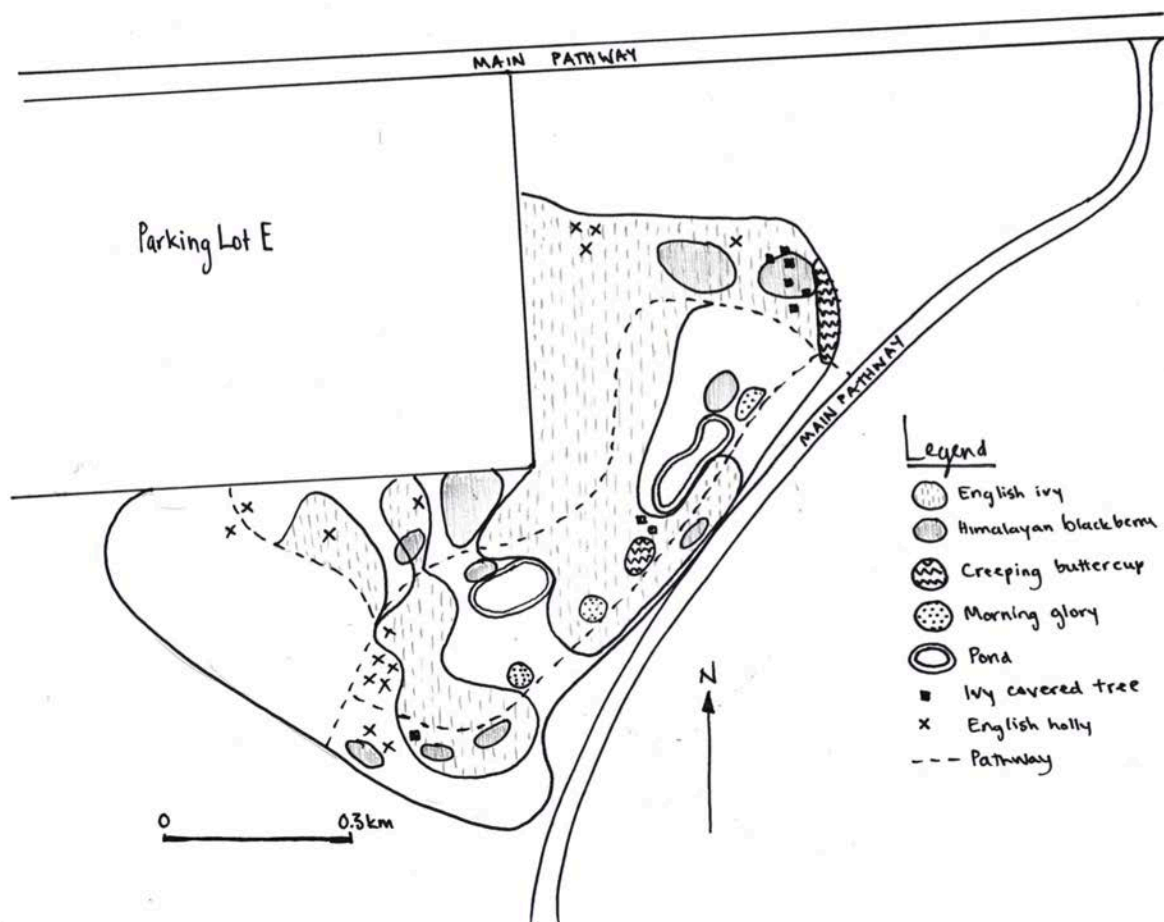 MAIN PATHWAY
Parking Lot E
MAIN PATHWAY
Legend
English ivy
Himalayan blackberry
Creeping buttercup
Morning glory
Pond
Ivy covered tree
English holly
Pathway
N
0 0.3km